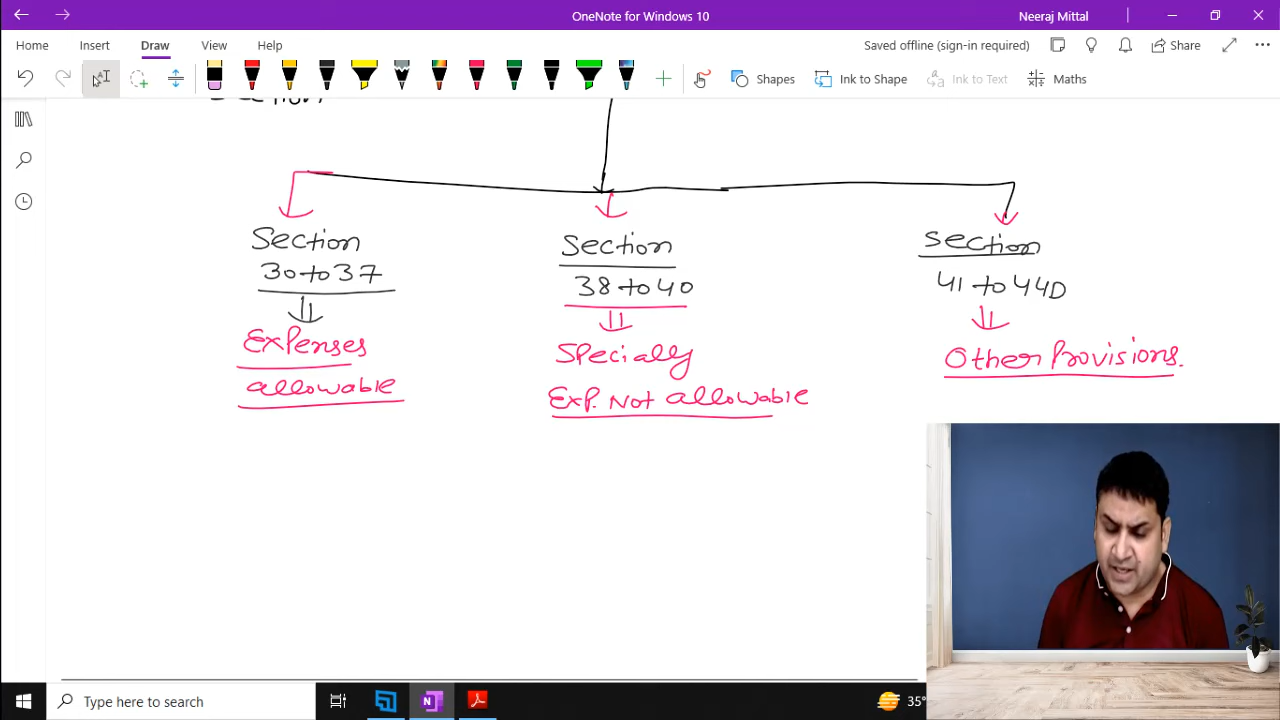 OneNote for Windows 10
Neeraj Mittal
Home Insert Draw View Help
Saved offline (sign-in required)
Share
Shapes
Ink to Shape
Ink to Text
Maths
Section
Section
30 to 37
Expenses
allowable
Section
38 to 40
Specially
Exp. Not allowable
Section
41 to 44D
Other Provisions.
Type here to search
35°